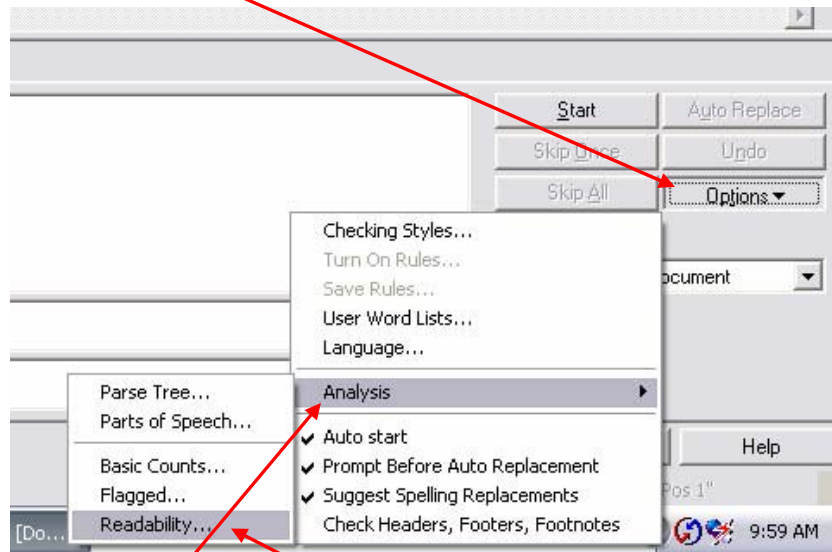 Start
Auto Replace
Skip Once
Undo
Skip All
Options
Checking Styles...
Turn On Rules...
Save Rules...
User Word Lists...
Language...
Analysis
Auto start
Prompt Before Auto Replacement
Suggest Spelling Replacements
Check Headers, Footers, Footnotes
Parse Tree...
Parts of Speech...
Basic Counts...
Flagged...
Readability...
ocument
Help
Pos 1"
[Do...
9:59 AM